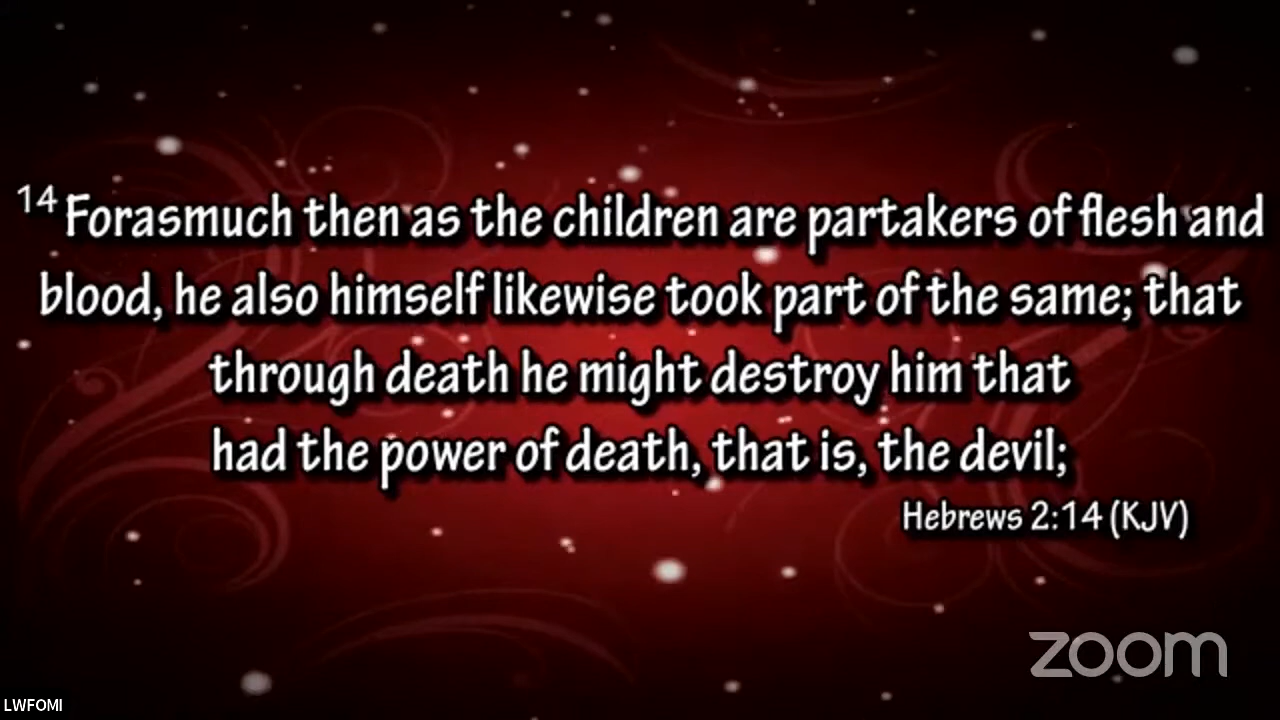 14 Forasmuch then as the children are partakers of flesh and
blood, he also himself likewise took part of the same; that
through death he might destroy him that
had the power of death, that is, the devil;
Hebrews 2:14 (KJV)
zoom
LWFOMI